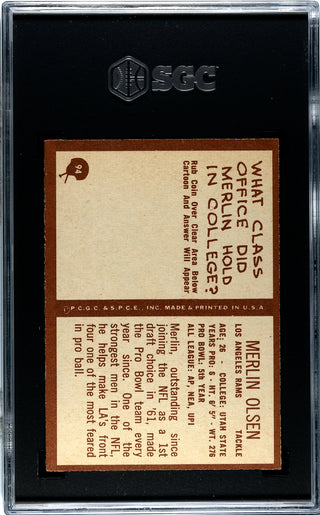 SGC
WHAT CLASS
OFFICE DID
MERLIN HOLD
IN COLLEGE?
Rub Coin Over Clear Area Below
Cartoon And Answer Will Appear
94
P.C.G.C & S.P.C.E., INC. MADE & PRINTED IN U.S.A
MERLIN OLSEN
LOS ANGELES RAMS TACKLE
AGE: 26 COLLEGE: UTAH STATE
YEARS PRO: 6 - HT. 6' 5" - WT. 276
PRO BOWL: 5TH YEAR
ALL LEAGUE: AP, NEA, UPI
Merlin, outstanding since
joining the NFL as a 1st
draft choice in '61, made
the Pro Bowl team every
year since. One of the
strongest men in the NFL,
he helps make LA's front
four one of the most feared
in pro ball.